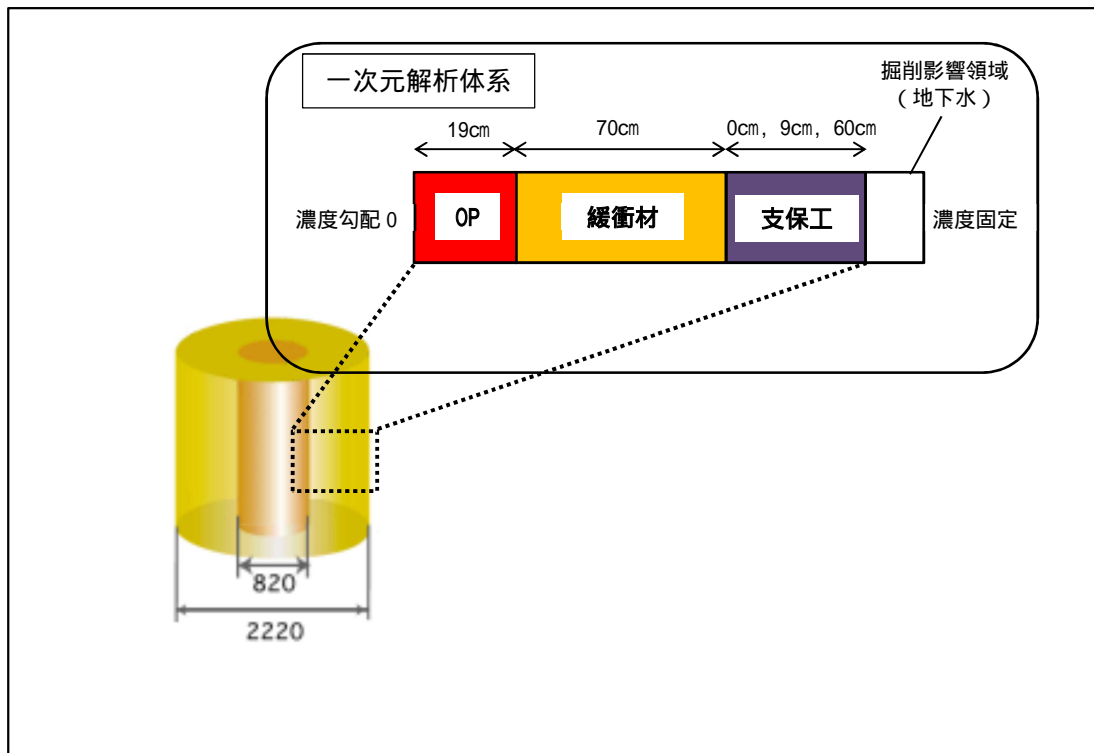 一次元解析体系
掘削影響領域
(地下水)
19㎝
70㎝
0㎝, 9㎝, 60㎝
濃度勾配0
OP
緩衝材
支保工
濃度固定
820
2220